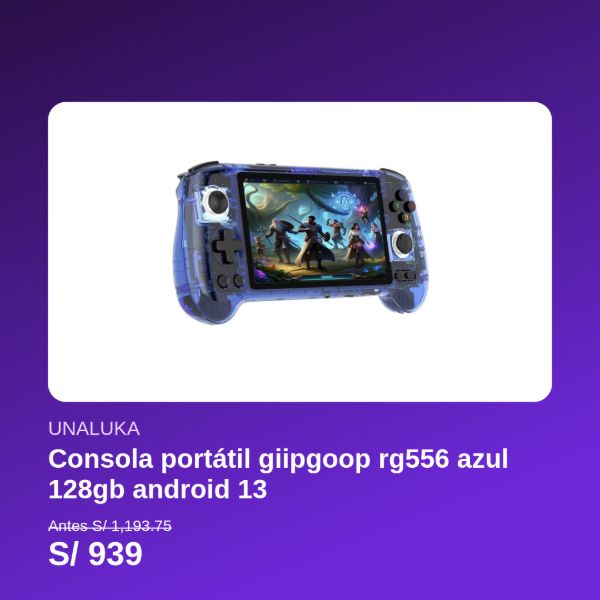 UNALUKA
Consola portátil giipgoop rg556 azul
128gb android 13
Antes S/ 1,193.75
S/ 939